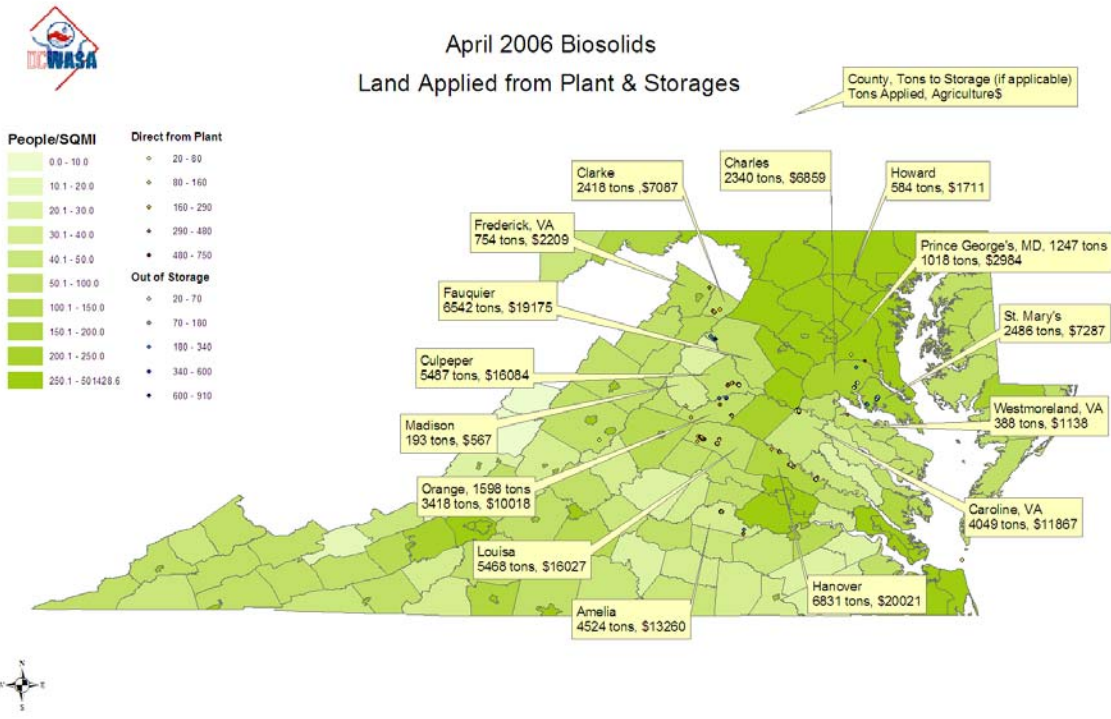 DCWASA
April 2006 Biosolids
Land Applied from Plant & Storages
County, Tons to Storage (if applicable)
Tons Applied, Agriculture$
People/SQMI
0.0 - 10.0
10.1 - 20.0
20.1 - 30.0
30.1 - 40.0
40.1 - 50.0
50.1 - 100.0
100.1 - 150.0
150.1 - 200.0
200.1 - 250.0
250.1 - 501428.6
Direct from Plant
20 - 80
80 - 160
160 - 290
290 - 480
480 - 750
Out of Storage
20 - 70
70 - 180
180 - 340
340 - 600
600 - 910
Clarke
2418 tons ,$7087
Charles
2340 tons, $6859
Howard
584 tons, $1711
Frederick, VA
754 tons, $2209
Prince George's, MD, 1247 tons
1018 tons, $2984
Fauquier
6542 tons, $19175
St. Mary's
2486 tons, $7287
Culpeper
5487 tons, $16084
Madison
193 tons, $567
Westmoreland, VA
388 tons, $1138
Orange, 1598 tons
3418 tons, $10018
Caroline, VA
4049 tons, $11867
Louisa
5468 tons, $16027
Hanover
6831 tons, $20021
Amelia
4524 tons, $13260
N
E
S